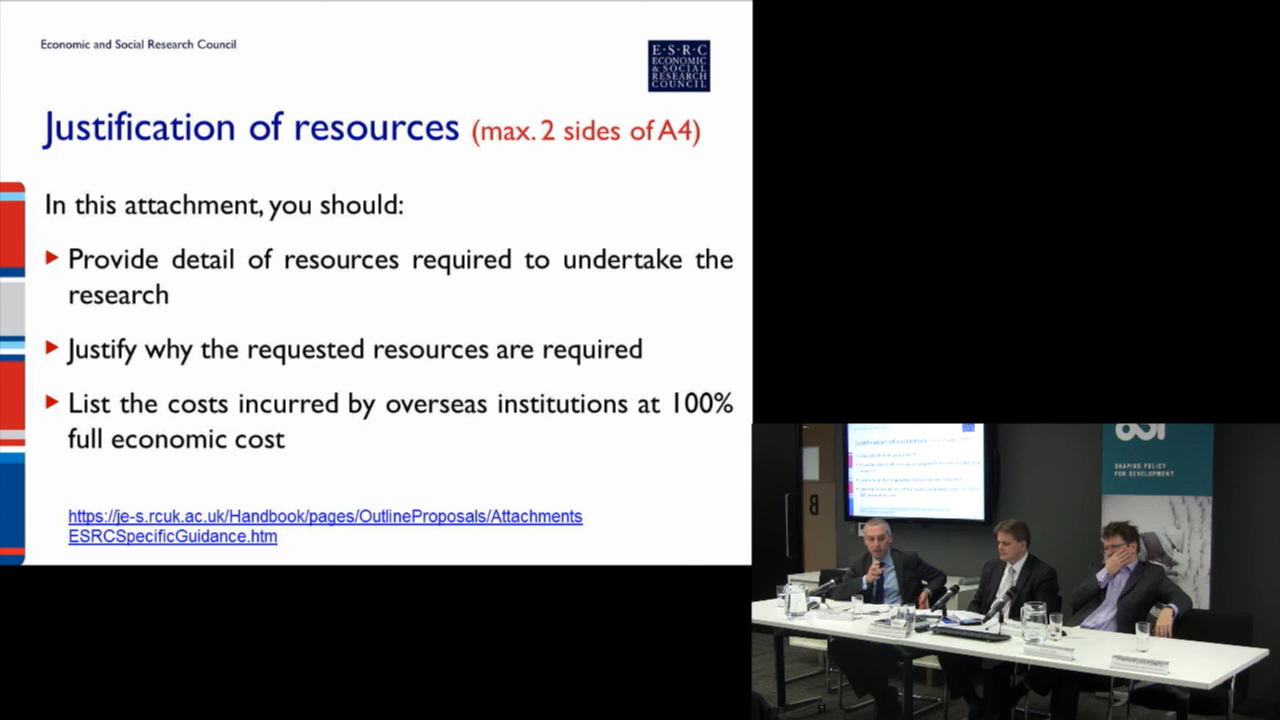 Economic and Social Research Council
E·S·R·C
ECONOMIC
& SOCIAL
RESEARCH
COUNCIL
Justification of resources (max. 2 sides of A4)
In this attachment, you should:
Provide detail of resources required to undertake the
research
Justify why the requested resources are required
List the costs incurred by overseas institutions at 100%
full economic cost
https://je-s.rcuk.ac.uk/Handbook/pages/OutlineProposals/Attachments
ESRCSpecificGuidance.htm
SHAPING POLICY
FOR DEVELOPMENT